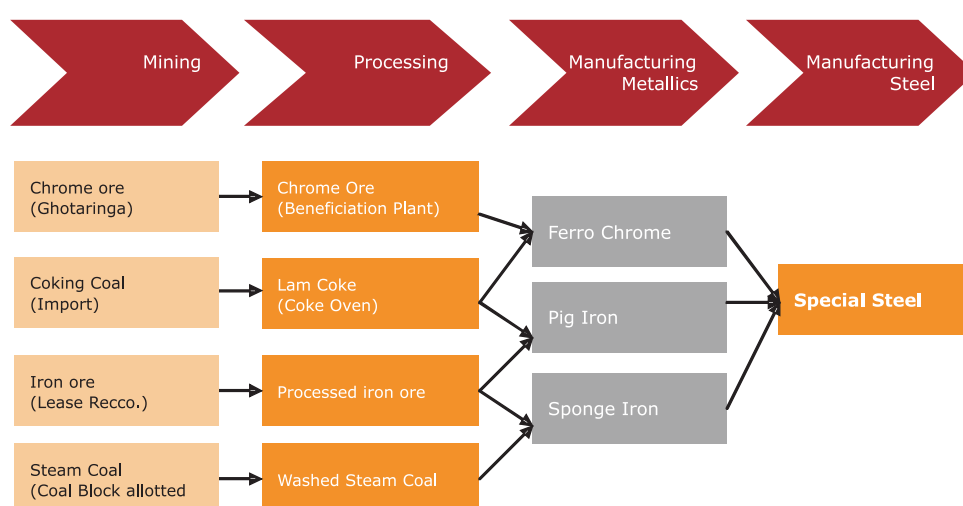 Mining
Processing
Manufacturing
Metallics
Manufacturing
Steel
Chrome ore
(Ghotaringa)
Chrome Ore
(Beneficiation Plant)
Ferro Chrome
Coking Coal
(Import)
Lam Coke
(Coke Oven)
Pig Iron
Special Steel
Iron ore
(Lease Recco.)
Processed iron ore
Sponge Iron
Steam Coal
(Coal Block allotted
Washed Steam Coal